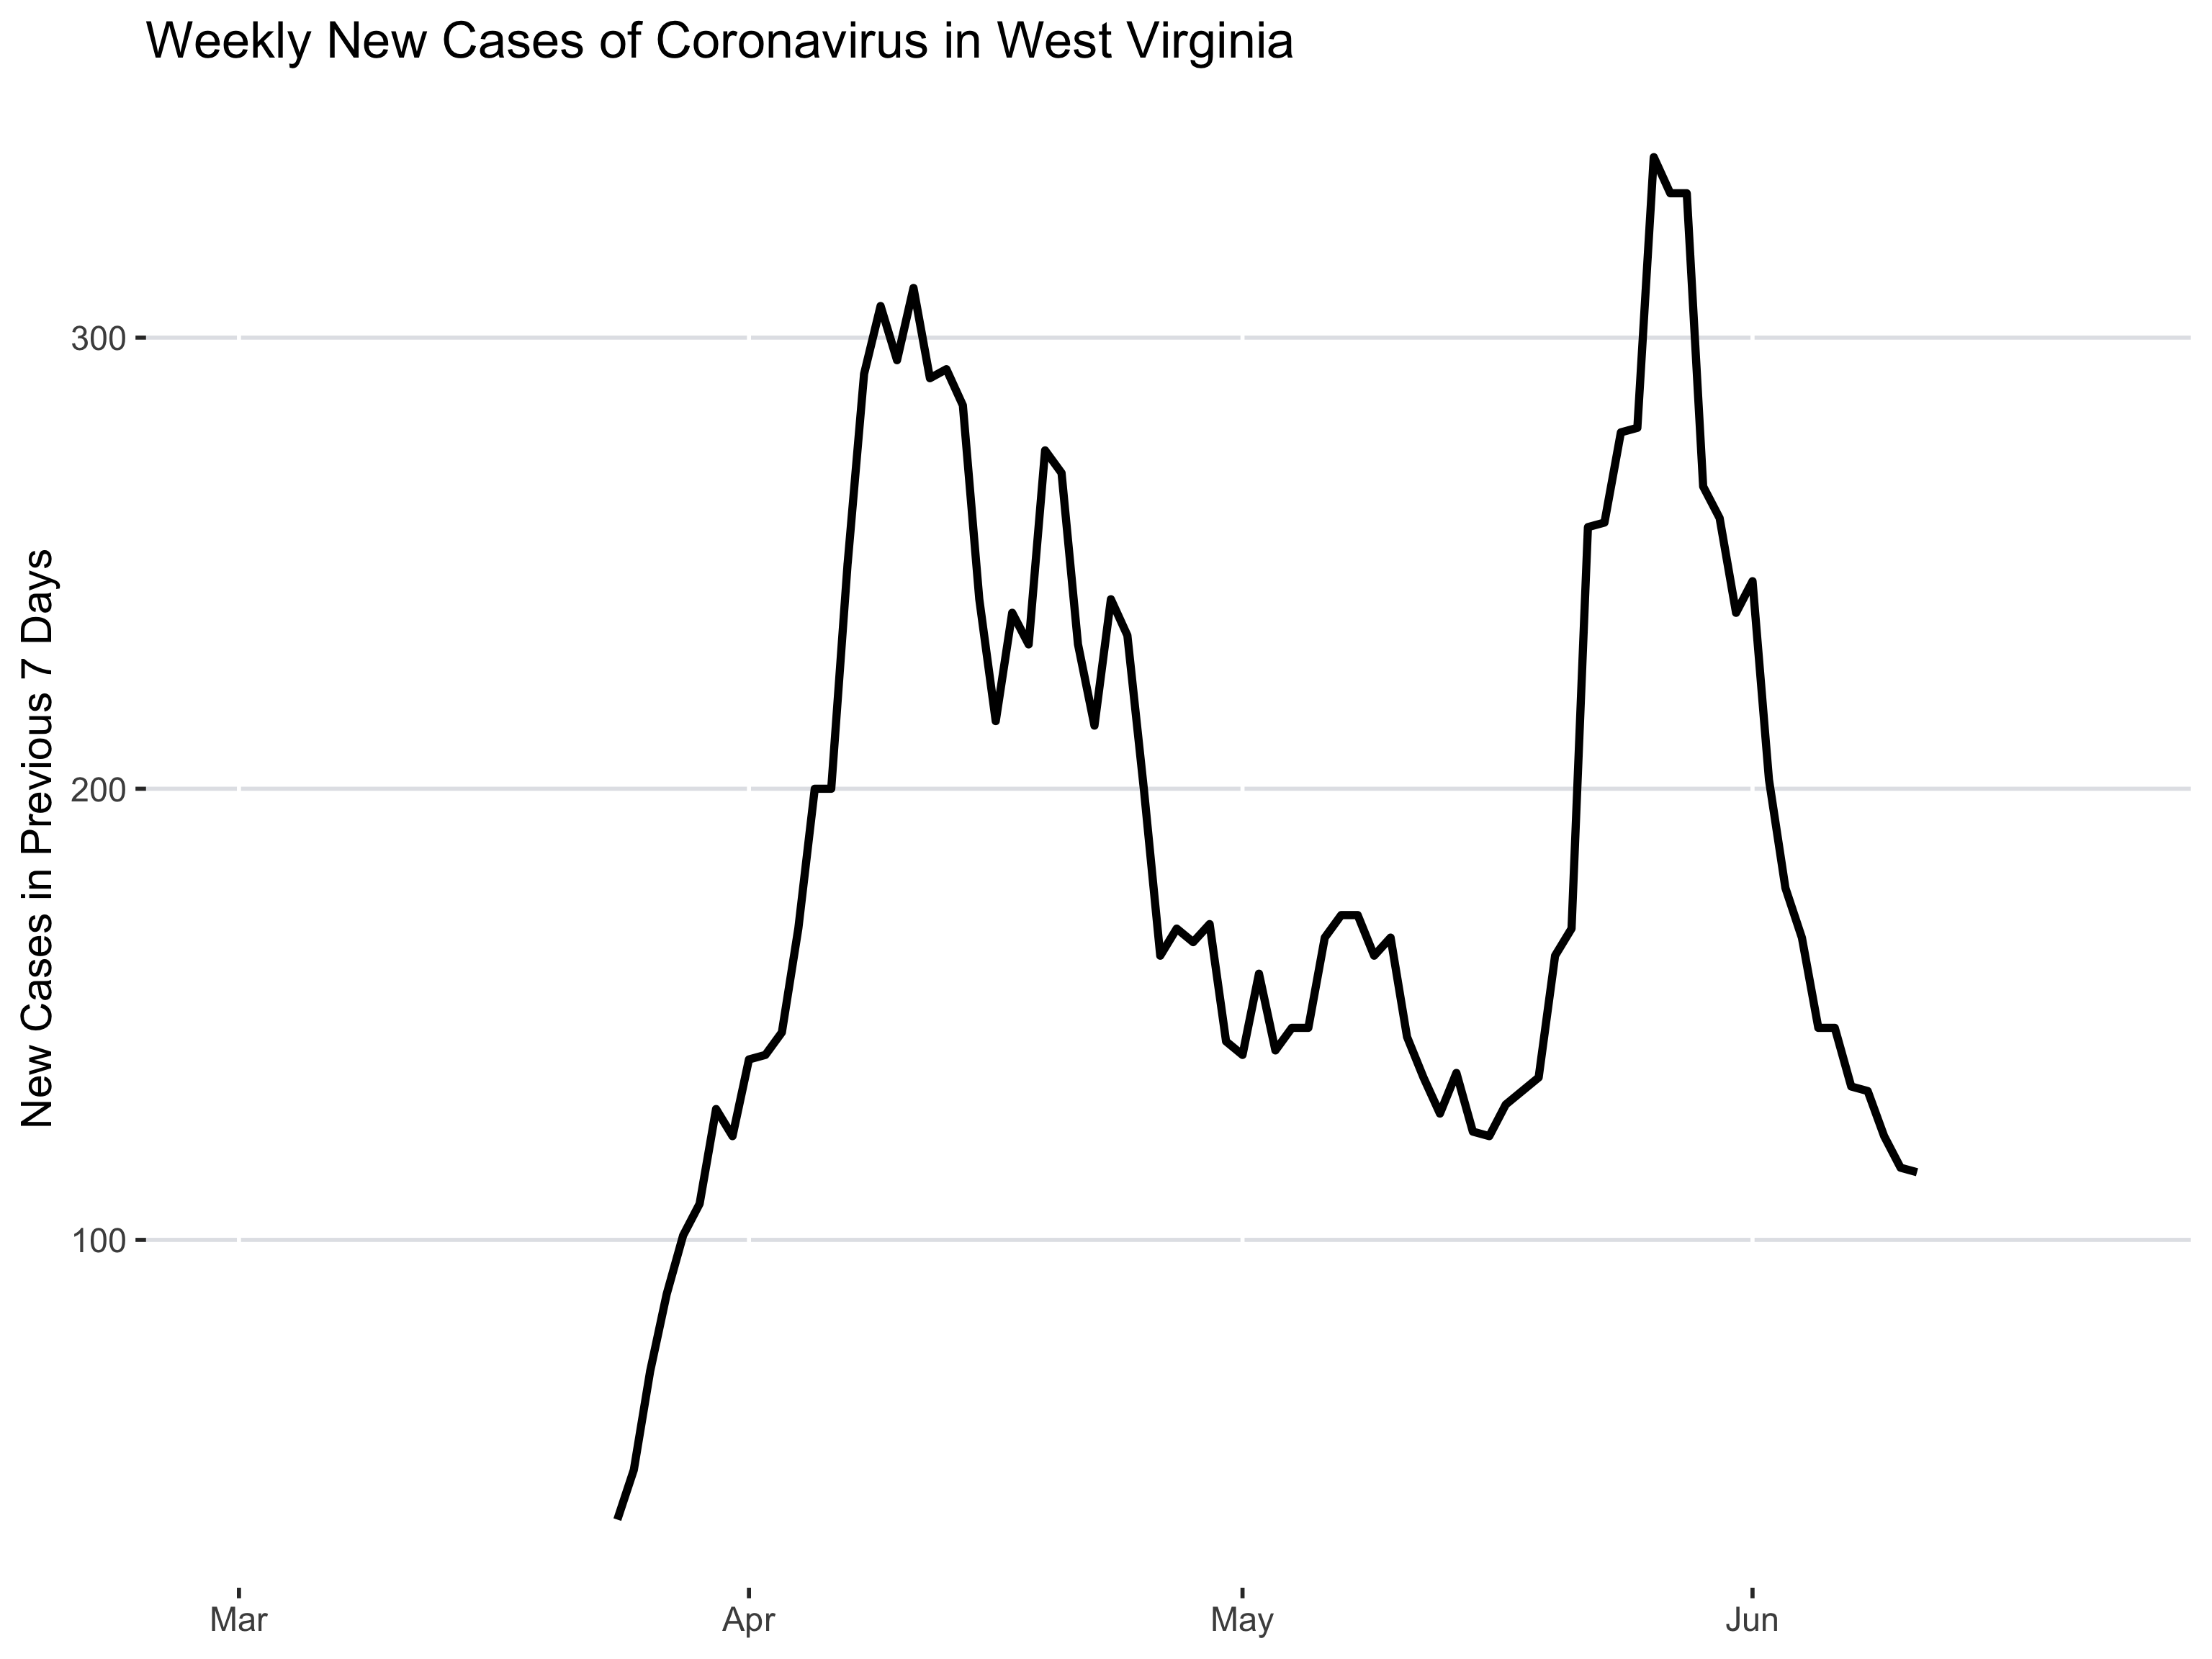 Weekly New Cases of Coronavirus in West Virginia
New Cases in Previous 7 Days
300
200
100
Mar
Apr
May
Jun